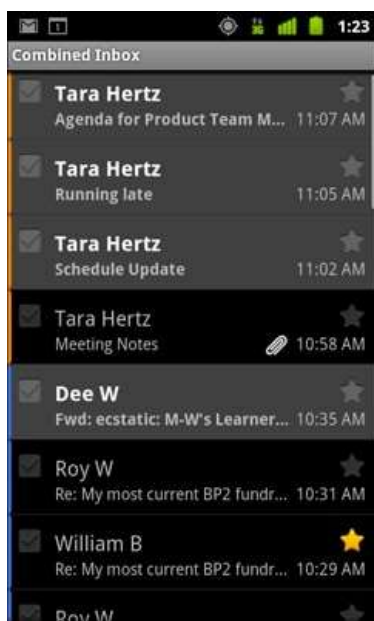 1 3G 1:23
Combined Inbox
Tara Hertz
Agenda for Product Team M... 11:07 AM
Tara Hertz
Running late 11:05 AM
Tara Hertz
Schedule Update 11:02 AM
Tara Hertz
Meeting Notes 10:58 AM
Dee W
Fwd: ecstatic: M-W's Learner... 10:35 AM
Roy W
Re: My most current BP2 fundr... 10:31 AM
William B
Re: My most current BP2 fundr... 10:29 AM
Roy W